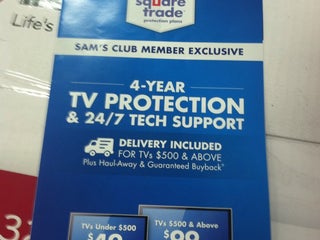 square
trade
protection plans
Life's
SAM'S CLUB MEMBER EXCLUSIVE
4-YEAR
TV PROTECTION
& 24/7 TECH SUPPORT
DELIVERY INCLUDED
FOR TVs $500 & ABOVE
Plus Haul-Away & Guaranteed Buyback
TVs Under $500
TVs $500 & Above